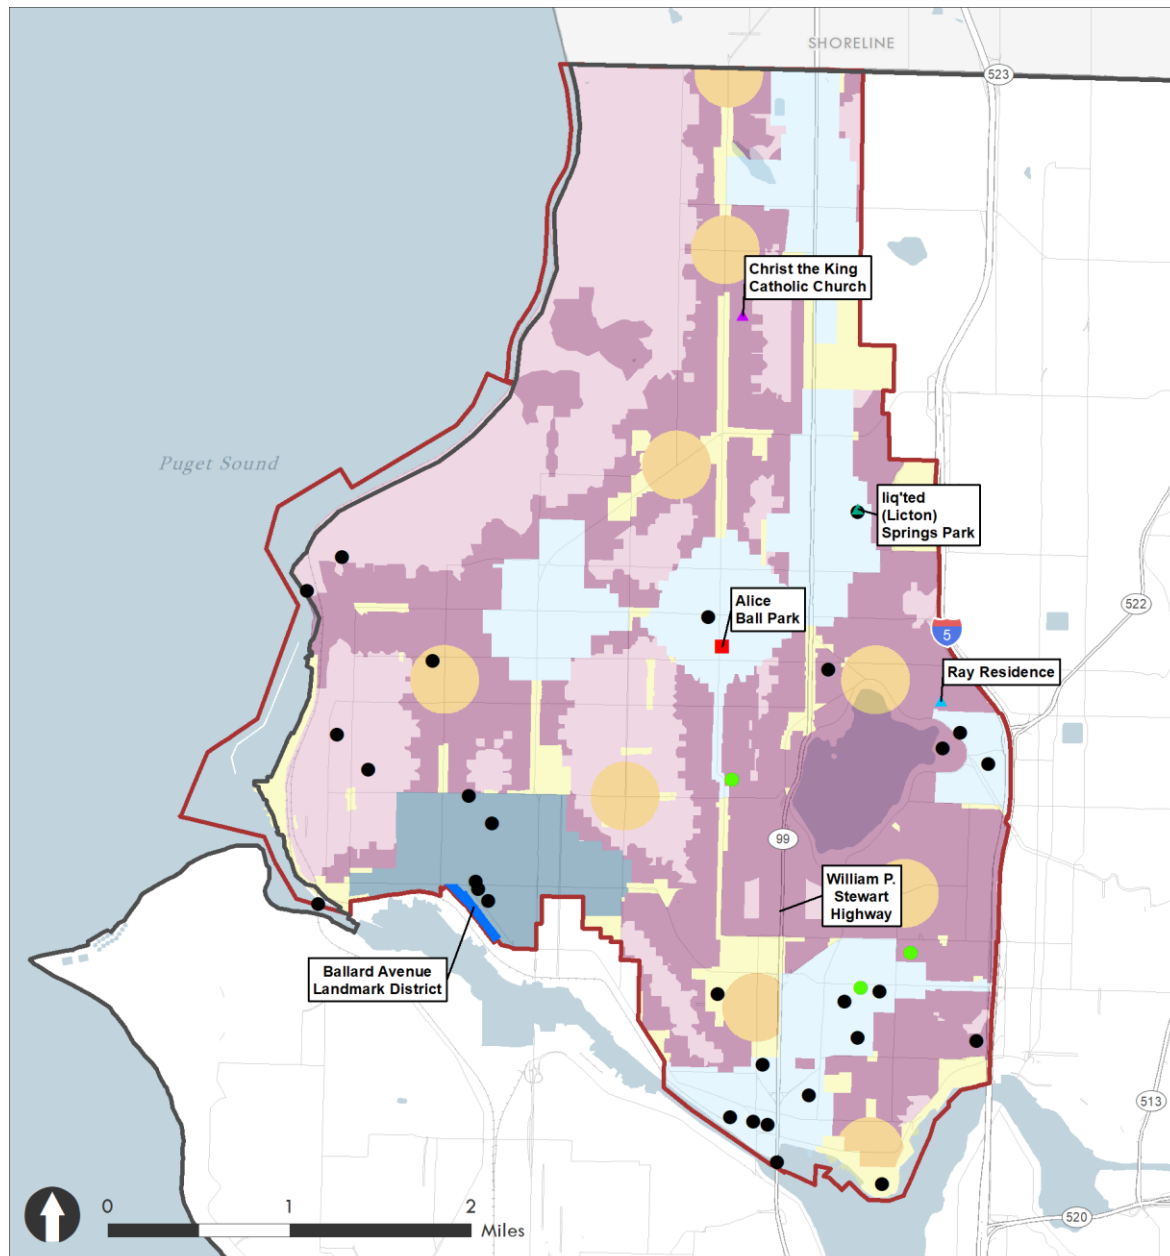 SHORELINE
523
Christ the King
Catholic Church
Puget Sound
liq'ted
(Licton)
Springs Park
Alice
Ball Park
522
5
Ray Residence
99
William P.
Stewart
Highway
Ballard Avenue
Landmark District
513
0 1 2
Miles
520